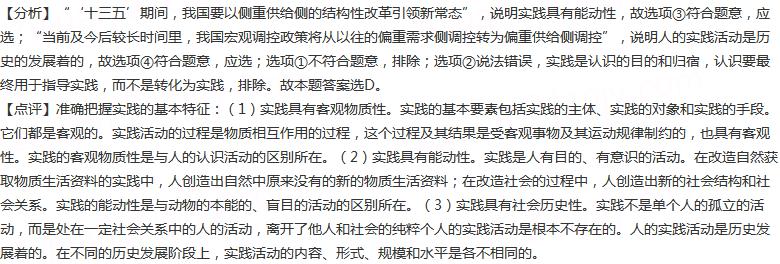 【分析】“‘十三五’期间，我国要以侧重供给侧的结构性改革引领新常态”，说明实践具有能动性，故选项③符合题意，应
选；“当前及今后较长时间里，我国宏观调控政策将从以往的偏重需求侧调控转为偏重供给侧调控”，说明人的实践活动是历
史的发展着的，故选项④符合题意，应选；选项①不符合题意，排除；选项②说法错误，实践是认识的目的和归宿，认识要最
终用于指导实践，而不是转化为实践，排除。故本题答案选D。
【点评】准确把握实践的基本特征：（1）实践具有客观物质性。实践的基本要素包括实践的主体、实践的对象和实践的手段。
它们都是客观的。实践活动的过程是物质相互作用的过程，这个过程及其结果是受客观事物及其运动规律制约的，也具有客观
性。实践的客观物质性是与人的认识活动的区别所在。（2）实践具有能动性。实践是人有目的、有意识的活动。在改造自然获
取物质生活资料的实践中，人创造出自然中原来没有的新的物质生活资料；在改造社会的过程中，人创造出新的社会结构和社
会关系。实践的能动性是与动物的本能的、盲目的活动的区别所在。（3）实践具有社会历史性。实践不是单个人的孤立的活
动，而是处在一定社会关系中的人的活动，离开了他人和社会的纯粹个人的实践活动是根本不存在的。人的实践活动是历史发
展着的。在不同的历史发展阶段上，实践活动的内容、形式、规模和水平是各不相同的。